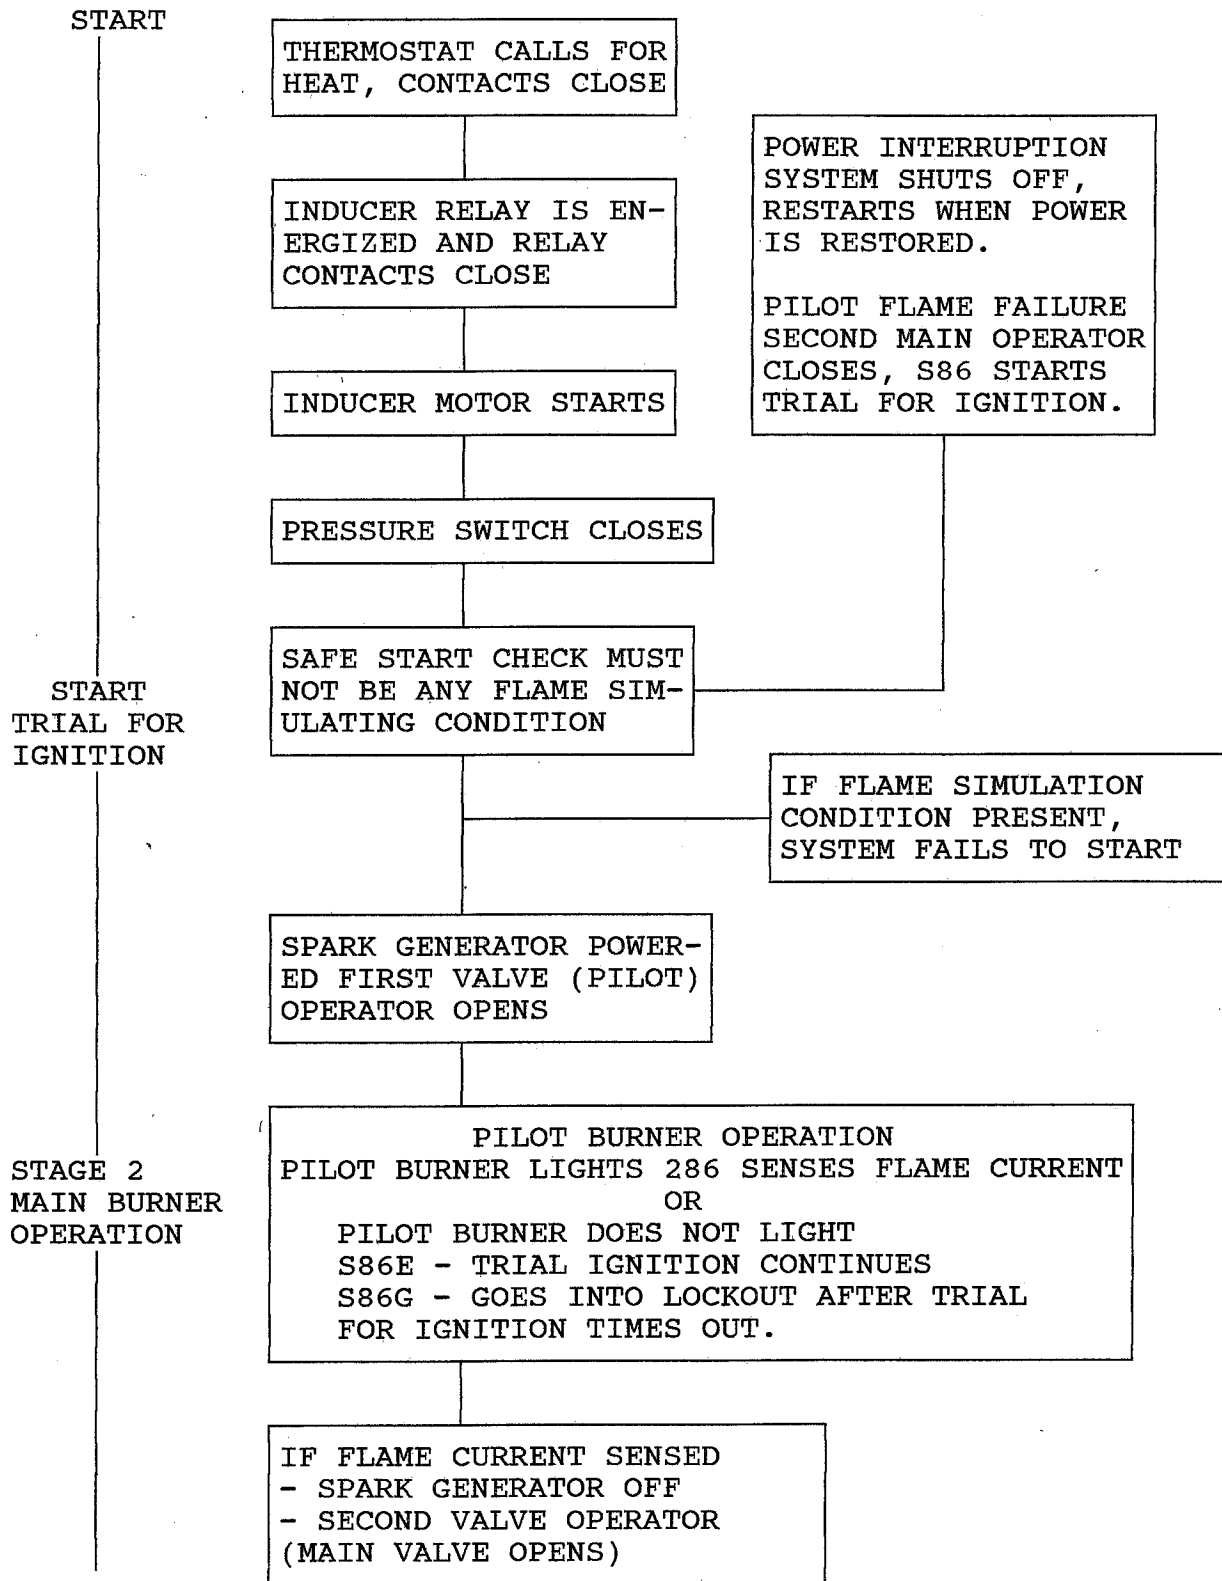 START
THERMOSTAT CALLS FOR
HEAT, CONTACTS CLOSE
POWER INTERRUPTION
SYSTEM SHUTS OFF,
RESTARTS WHEN POWER
IS RESTORED.
PILOT FLAME FAILURE
SECOND MAIN OPERATOR
CLOSES, S86 STARTS
TRIAL FOR IGNITION.
INDUCER RELAY IS EN-
ERGIZED AND RELAY
CONTACTS CLOSE
INDUCER MOTOR STARTS
PRESSURE SWITCH CLOSES
START
TRIAL FOR
IGNITION
SAFE START CHECK MUST
NOT BE ANY FLAME SIM-
ULATING CONDITION
IF FLAME SIMULATION
CONDITION PRESENT,
SYSTEM FAILS TO START
SPARK GENERATOR POWER-
ED FIRST VALVE (PILOT)
OPERATOR OPENS
STAGE 2
MAIN BURNER
OPERATION
PILOT BURNER OPERATION
PILOT BURNER LIGHTS 286 SENSES FLAME CURRENT
OR
PILOT BURNER DOES NOT LIGHT
S86E - TRIAL IGNITION CONTINUES
S86G - GOES INTO LOCKOUT AFTER TRIAL
FOR IGNITION TIMES OUT.
IF FLAME CURRENT SENSED
- SPARK GENERATOR OFF
- SECOND VALVE OPERATOR
(MAIN VALVE OPENS)